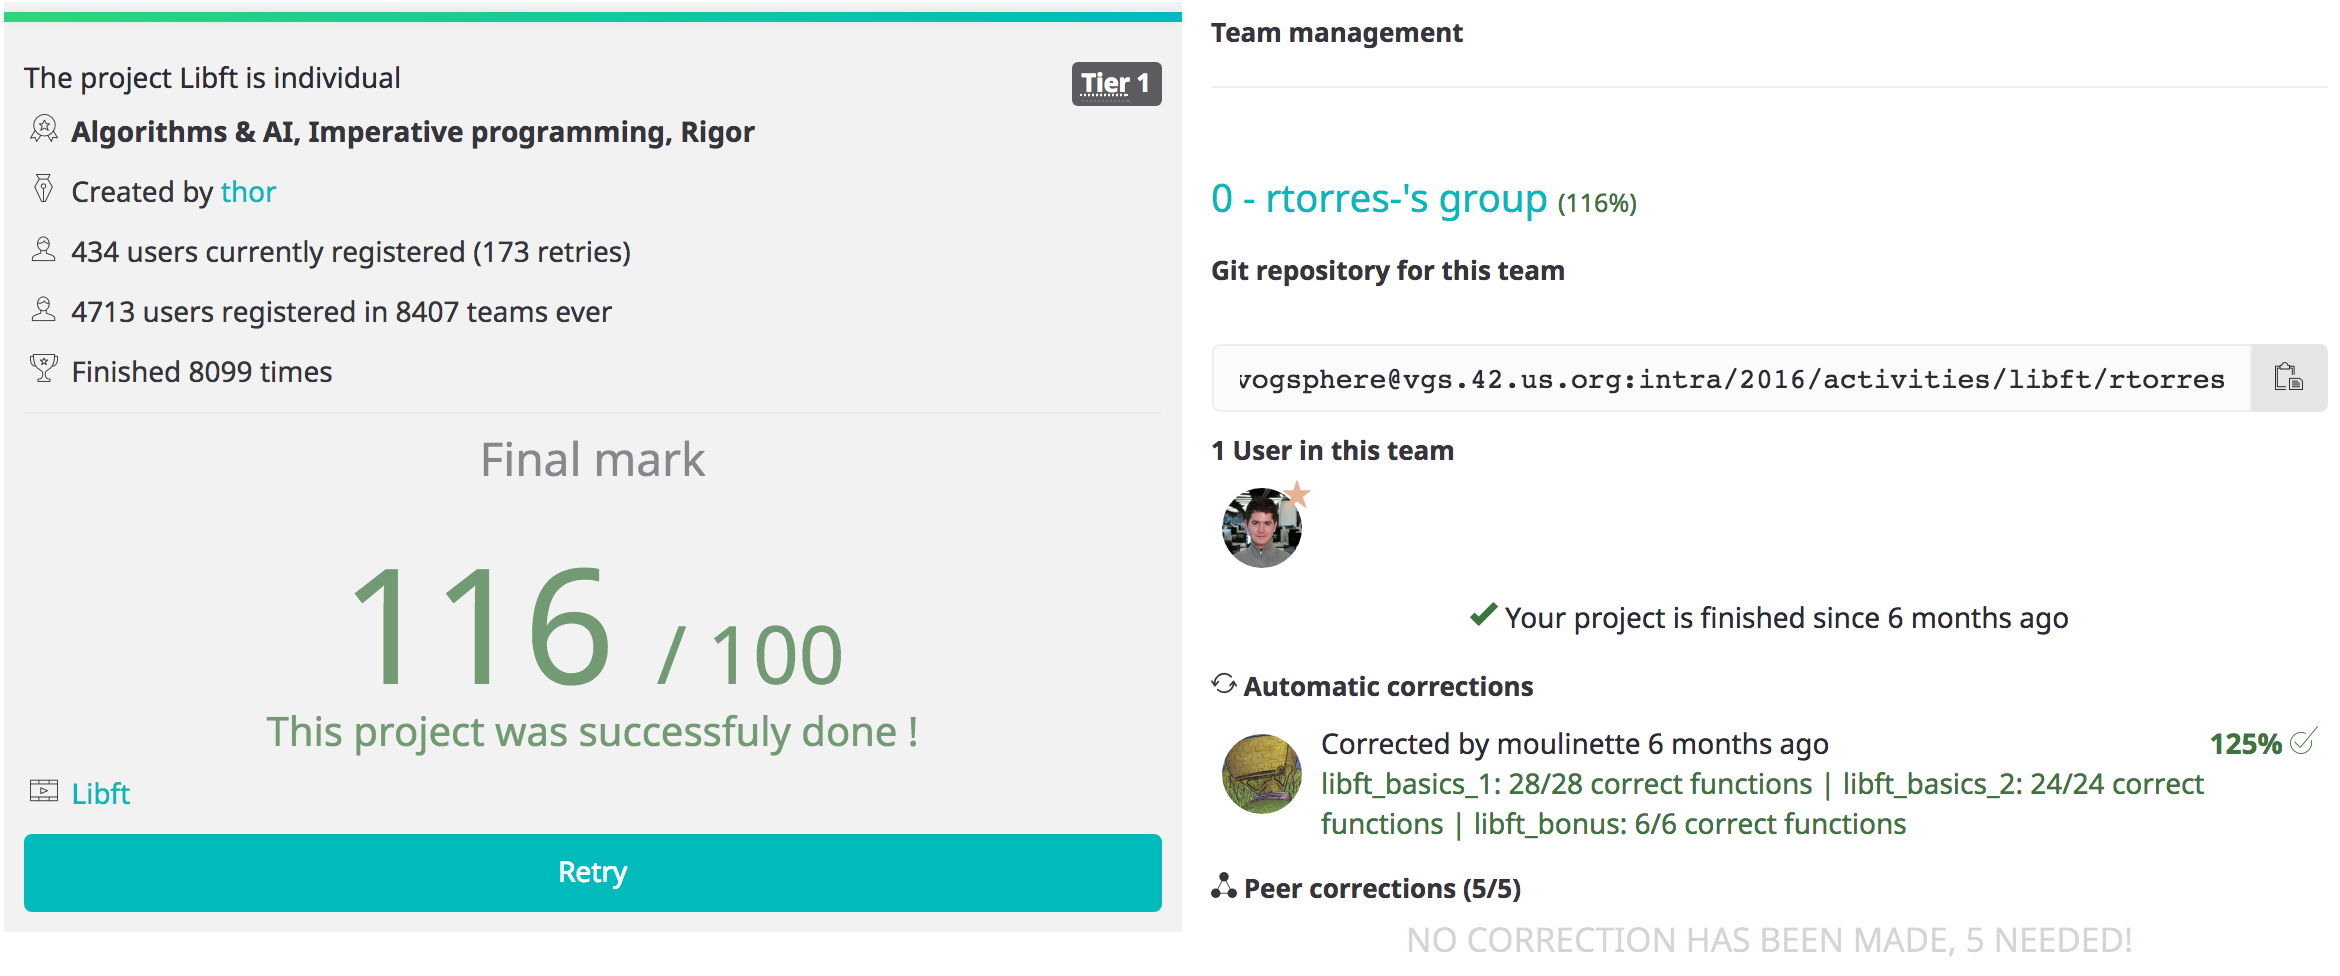 The project Libft is individual
Tier 1
Algorithms & AI, Imperative programming, Rigor
Created by thor
434 users currently registered (173 retries)
4713 users registered in 8407 teams ever
Finished 8099 times
Final mark
116 / 100
This project was successfuly done !
Libft
Retry
Team management
0 - rtorres-'s group (116%)
Git repository for this team
vogsphere@vgs.42.us.org:intra/2016/activities/libft/rtorres
1 User in this team
Your project is finished since 6 months ago
Automatic corrections
Corrected by moulinette 6 months ago
125%
libft_basics_1: 28/28 correct functions | libft_basics_2: 24/24 correct
functions | libft_bonus: 6/6 correct functions
Peer corrections (5/5)
NO CORRECTION HAS BEEN MADE, 5 NEEDED!